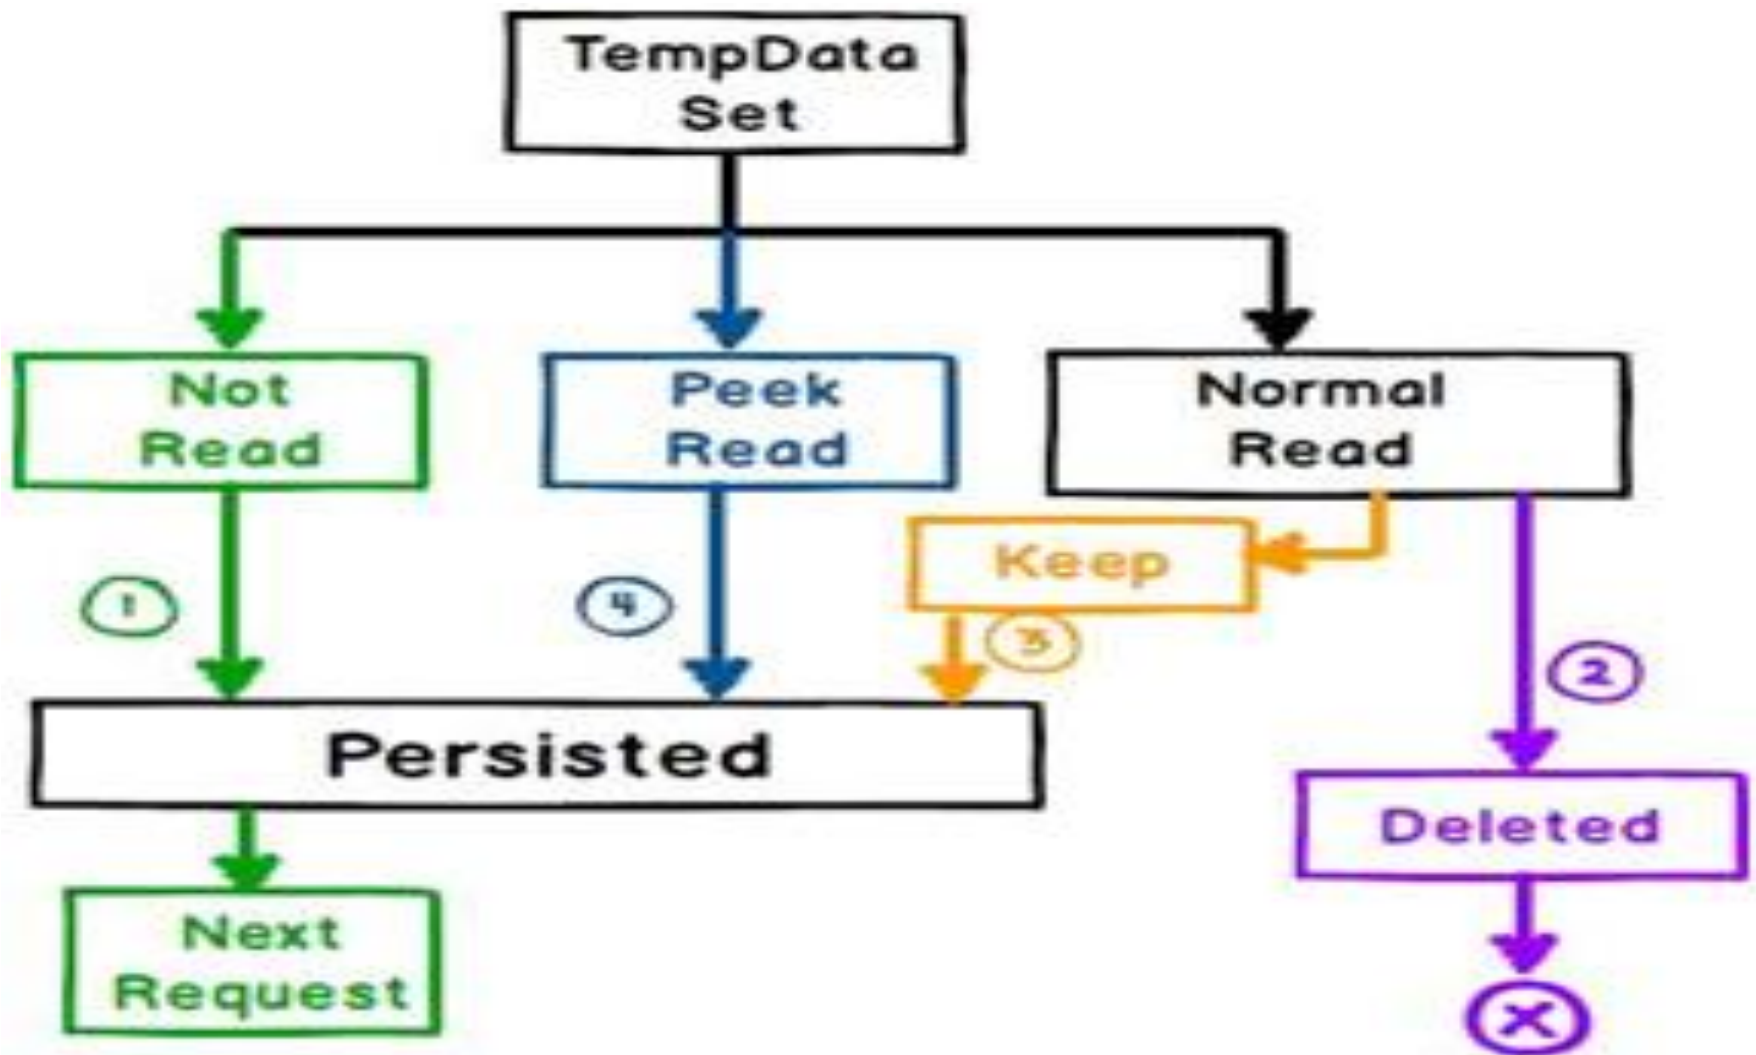 TempData
Set
Not
Read
Peek
Read
Normal
Read
Keep
1
4
3
2
Persisted
Deleted
Next
Request
X